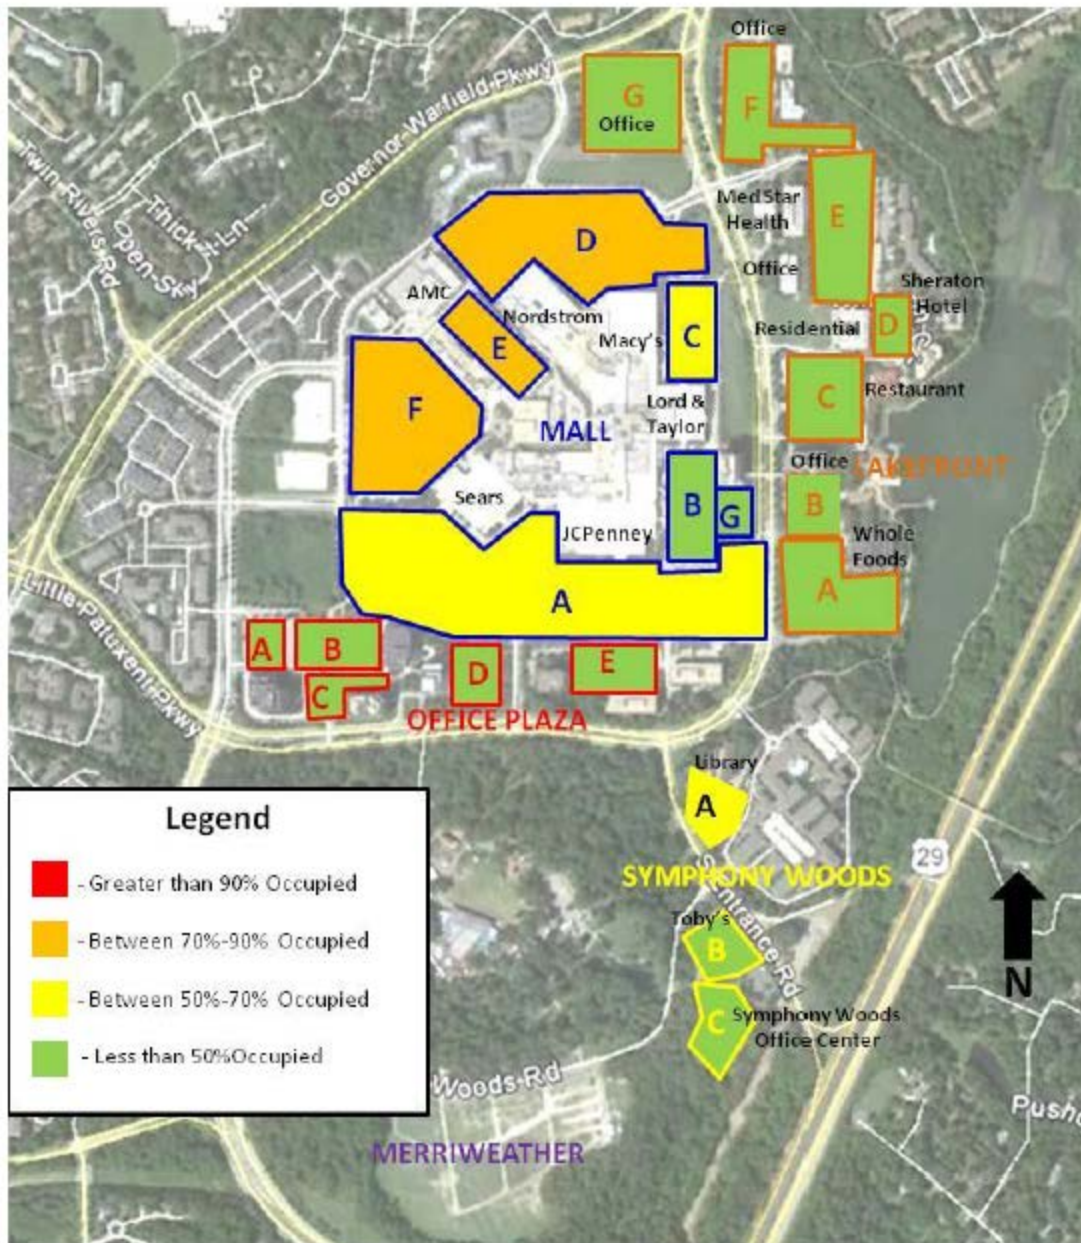 Office
G
Office
F
Governor Warfield Pkwy
Twin Rivers Rd
Thick-t Ln
Open Sky
MedStar
Health
E
D
Office
Sheraton
Hotel
AMC
Nordstrom
Macy's
C
Residential
D
E
F
Lord &
Taylor
C
Restaurant
MALL
Office
LAKEFRONT
Sears
B
G
B
JCPenney
Whole
Foods
A
A
Little Patuxent Pkwy
A
B
C
D
E
OFFICE PLAZA
Library
A
SYMPHONY WOODS
29
Toby's
B
S Entrance Rd
C
Symphony Woods
Office Center
N
Legend
- Greater than 90% Occupied
- Between 70%-90% Occupied
- Between 50%-70% Occupied
- Less than 50%Occupied
Woods Rd
MERRIWEATHER